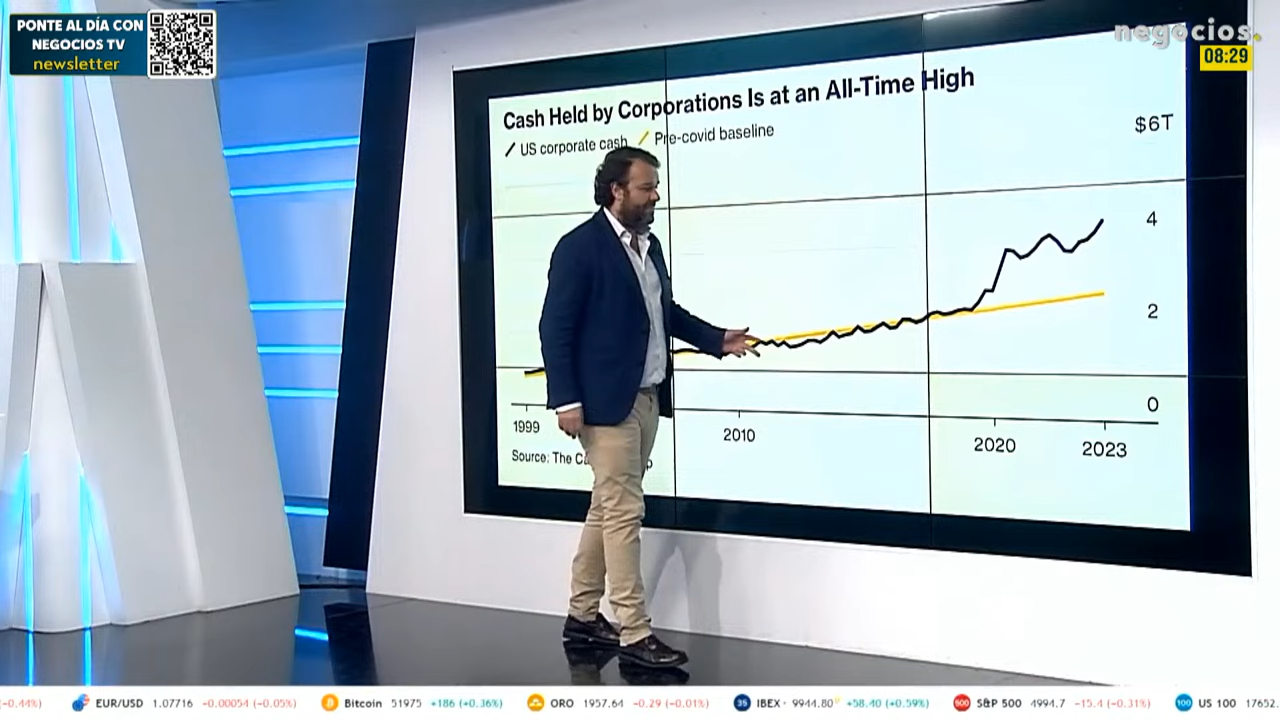 PONTE AL DÍA CON
NEGOCIOS TV
newsletter
negocios.
08:29
Cash Held by Corporations Is at an All-Time High
US corporate cash Pre-covid baseline
$6T
4
2
0
1999 2010 2020 2023
Source: The
-0.44%) EUR/USD 1.07716 -0.00054 (-0.05%) Bitcoin 51975 +186 (+0.36%) ORO 1957.64 -0.29 (-0.01%) 35 IBEX · 9944.80 +58.40 (+0.59%) 500 S&P 500 4994.7 -15.4 (-0.31%) 100 US 100 17652.